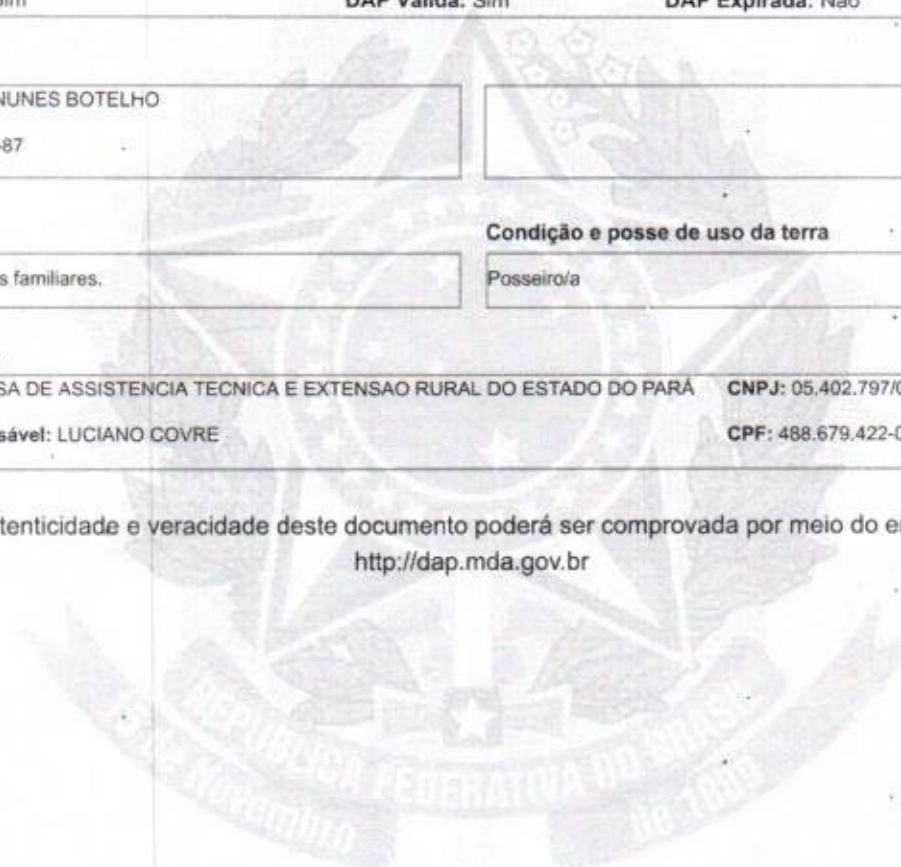 DAP Válida: Sim DAP Expirada: Não
NUNES BOTELHO
-87
Condição e posse de uso da terra
s familiares.
Posseiro/a
SA DE ASSISTENCIA TECNICA E EXTENSAO RURAL DO ESTADO DO PARÁ CNPJ: 05.402.797/0
sável: LUCIANO COVRE CPF: 488.679.422-0
tenticidade e veracidade deste documento poderá ser comprovada por meio do en
http://dap.mda.gov.br
REPÚBLICA FEDERATIVA DO BRASIL
15 de Novembro de 1889